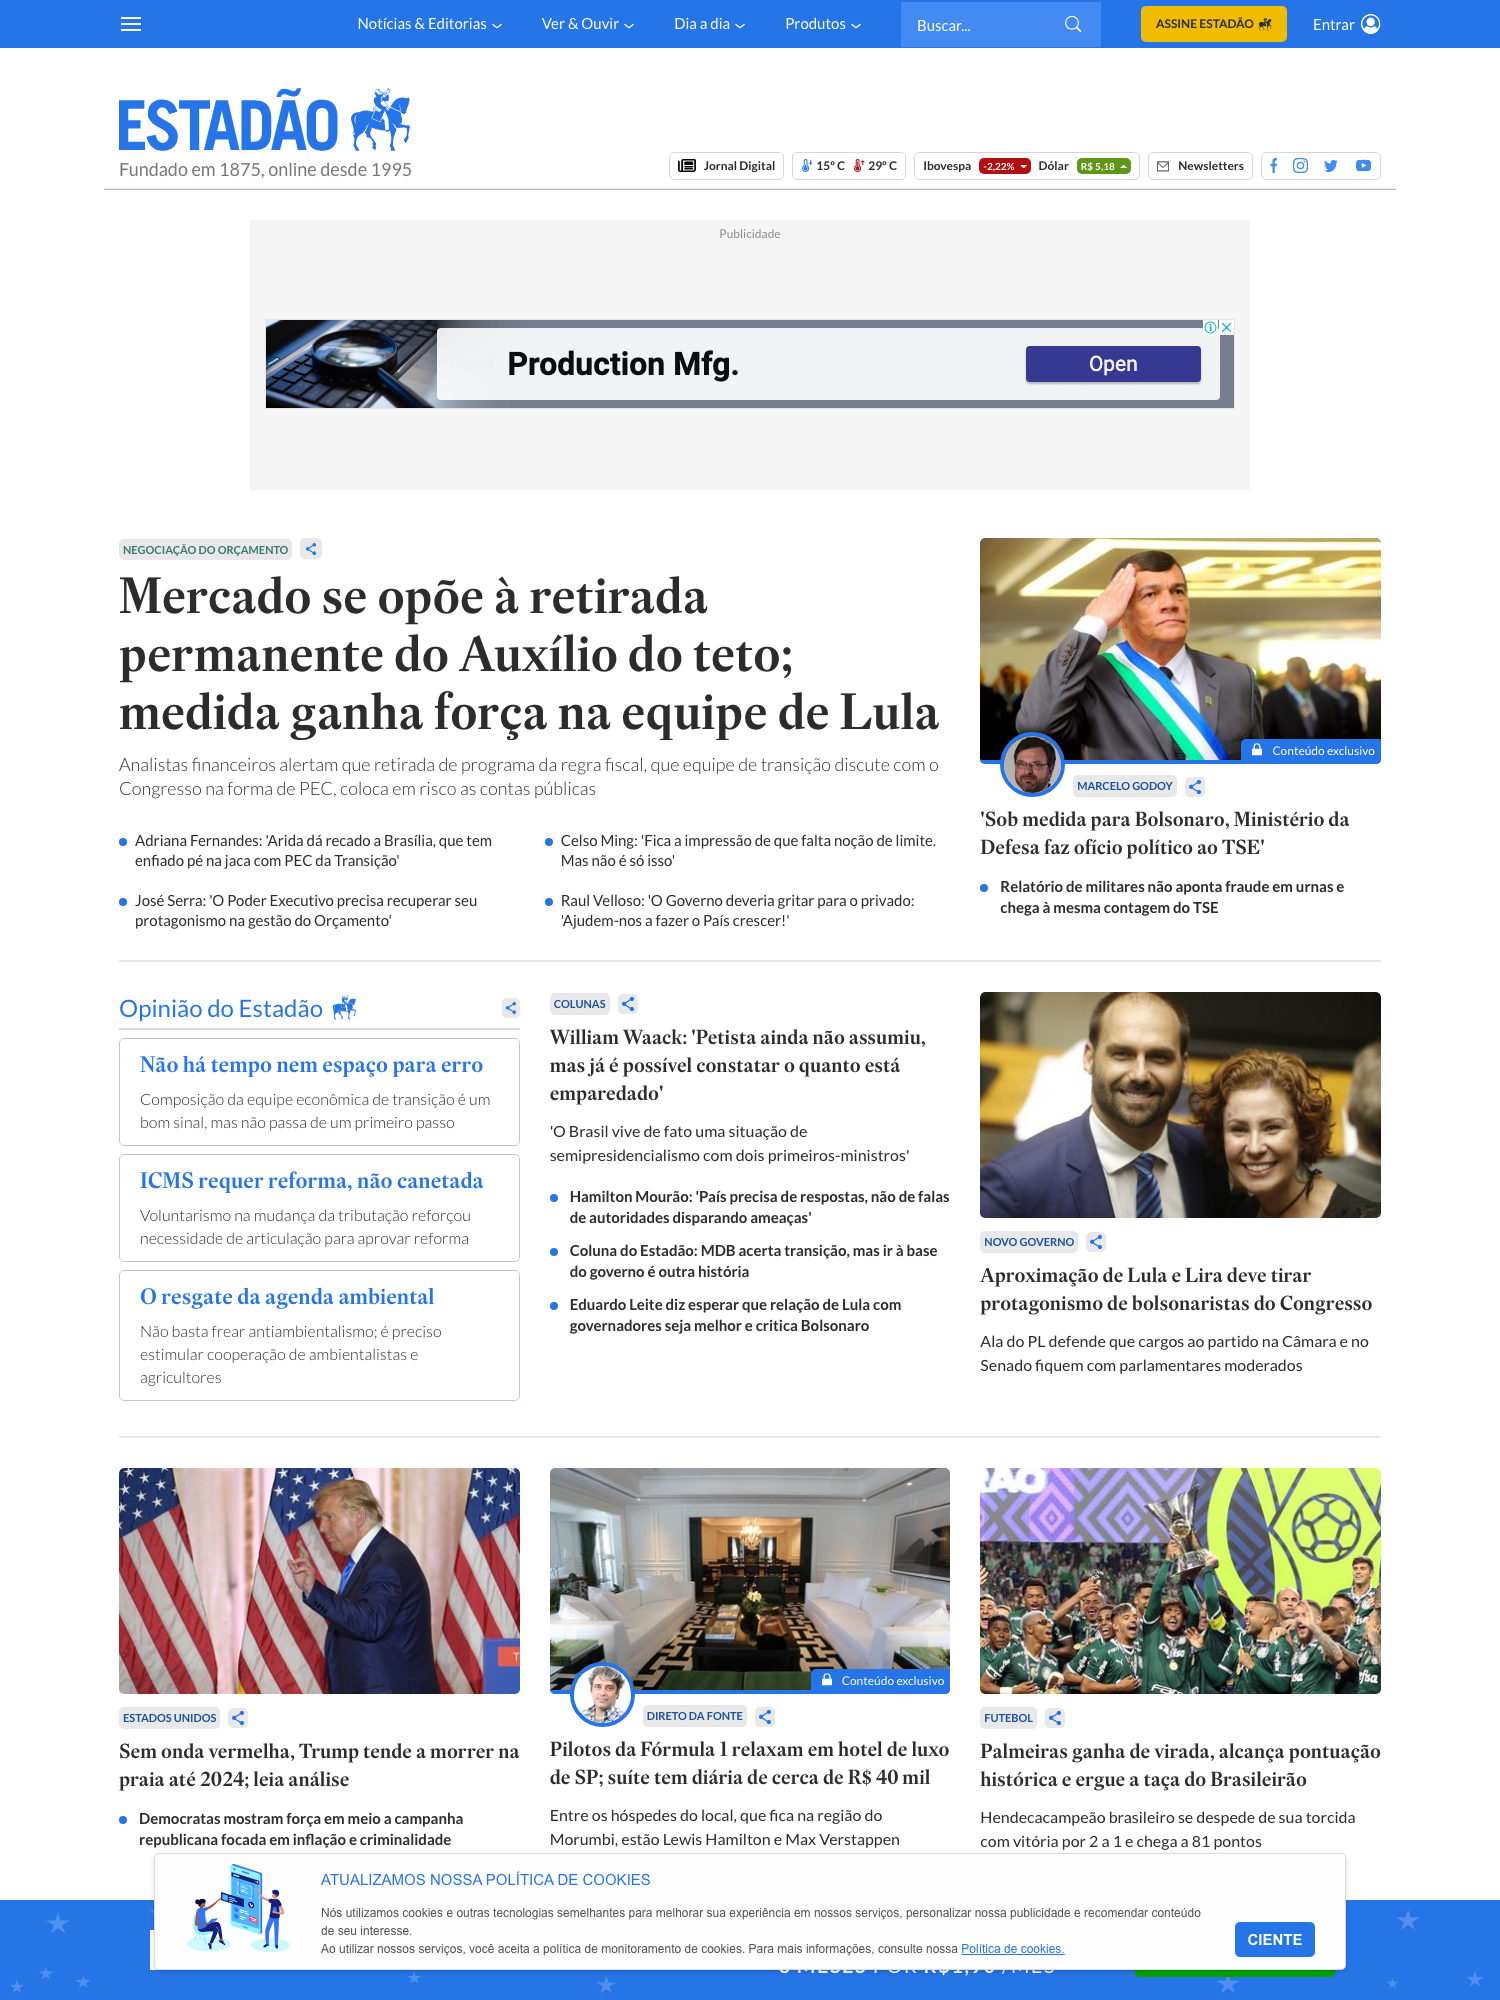 Notícias & Editorias
Ver & Ouvir
Dia a dia
Produtos
Buscar...
ASSINE ESTADÃO
Entrar
ESTADÃO
Fundado em 1875, online desde 1995
Jornal Digital
15º C
29º C
Ibovespa
-2,22%
Dólar
R$ 5,18
Newsletters
Publicidade
Production Mfg.
Open
NEGOCIAÇÃO DO ORÇAMENTO
Mercado se opõe à retirada
permanente do Auxílio do teto;
medida ganha força na equipe de Lula
Analistas financeiros alertam que retirada de programa da regra fiscal, que equipe de transição discute com o
Congresso na forma de PEC, coloca em risco as contas públicas
Adriana Fernandes: 'Arida dá recado a Brasília, que tem
enfiado pé na jaca com PEC da Transição'
Celso Ming: 'Fica a impressão de que falta noção de limite.
Mas não é só isso'
José Serra: 'O Poder Executivo precisa recuperar seu
protagonismo na gestão do Orçamento'
Raul Velloso: 'O Governo deveria gritar para o privado:
'Ajudem-nos a fazer o País crescer!'
Conteúdo exclusivo
MARCELO GODOY
'Sob medida para Bolsonaro, Ministério da
Defesa faz ofício político ao TSE'
Relatório de militares não aponta fraude em urnas e
chega à mesma contagem do TSE
Opinião do Estadão
Não há tempo nem espaço para erro
Composição da equipe econômica de transição é um
bom sinal, mas não passa de um primeiro passo
ICMS requer reforma, não canetada
Voluntarismo na mudança da tributação reforçou
necessidade de articulação para aprovar reforma
O resgate da agenda ambiental
Não basta frear antiambientalismo; é preciso
estimular cooperação de ambientalistas e
agricultores
COLUNAS
William Waack: 'Petista ainda não assumiu,
mas já é possível constatar o quanto está
emparedado'
'O Brasil vive de fato uma situação de
semipresidencialismo com dois primeiros-ministros'
Hamilton Mourão: 'País precisa de respostas, não de falas
de autoridades disparando ameaças'
Coluna do Estadão: MDB acerta transição, mas ir à base
do governo é outra história
Eduardo Leite diz esperar que relação de Lula com
governadores seja melhor e critica Bolsonaro
NOVO GOVERNO
Aproximação de Lula e Lira deve tirar
protagonismo de bolsonaristas do Congresso
Ala do PL defende que cargos ao partido na Câmara e no
Senado fiquem com parlamentares moderados
ESTADOS UNIDOS
Sem onda vermelha, Trump tende a morrer na
praia até 2024; leia análise
Democratas mostram força em meio a campanha
republicana focada em inflação e criminalidade
Conteúdo exclusivo
DIRETO DA FONTE
Pilotos da Fórmula 1 relaxam em hotel de luxo
de SP; suíte tem diária de cerca de R$ 40 mil
Entre os hóspedes do local, que fica na região do
Morumbi, estão Lewis Hamilton e Max Verstappen
FUTEBOL
Palmeiras ganha de virada, alcança pontuação
histórica e ergue a taça do Brasileirão
Hendecacampeão brasileiro se despede de sua torcida
com vitória por 2 a 1 e chega a 81 pontos
ATUALIZAMOS NOSSA POLÍTICA DE COOKIES
Nós utilizamos cookies e outras tecnologias semelhantes para melhorar sua experiência em nossos serviços, personalizar nossa publicidade e recomendar conteúdo
de seu interesse.
Ao utilizar nossos serviços, você aceita a política de monitoramento de cookies. Para mais informações, consulte nossa Política de cookies.
CIENTE